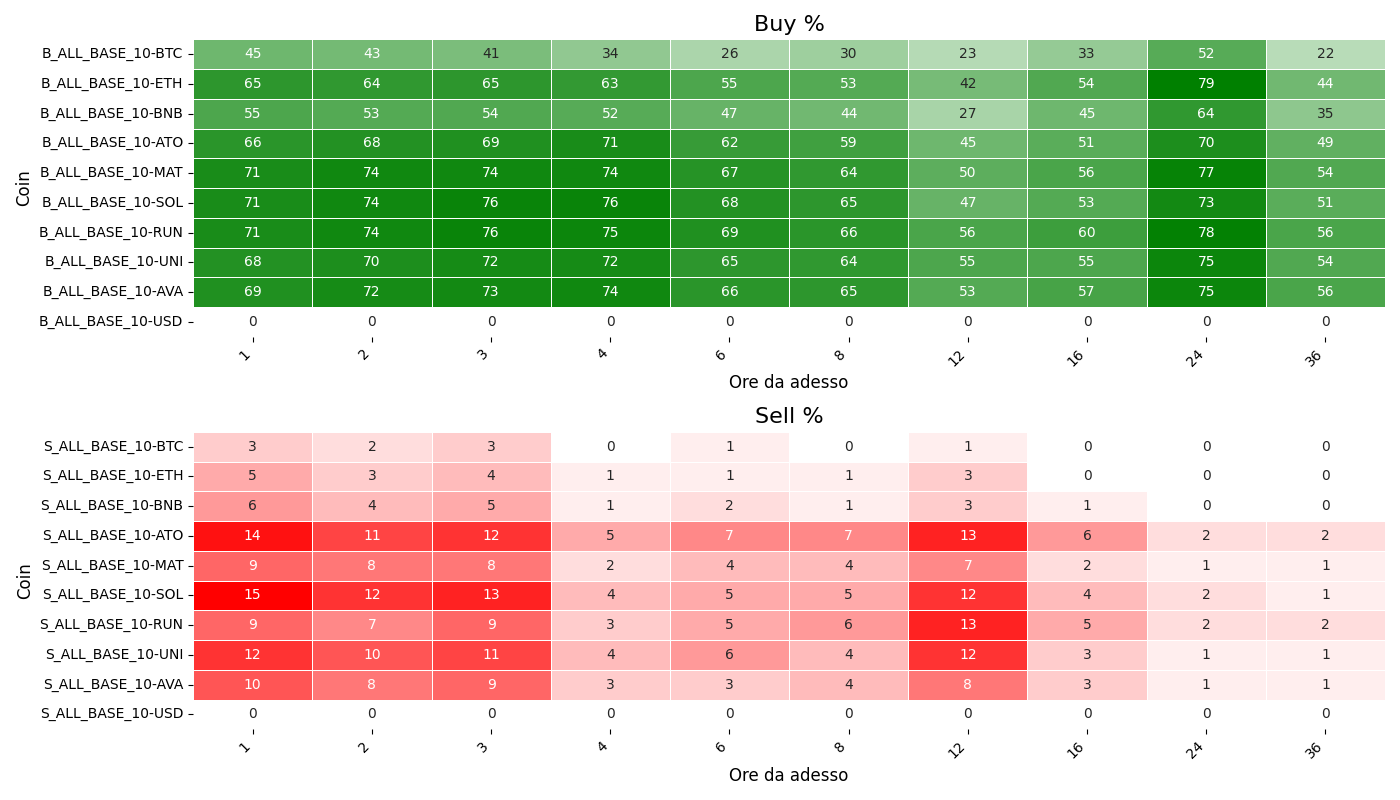 Buy %
Coin
B_ALL_BASE_10-BTC 45 43 41 34 26 30 23 33 52 22
B_ALL_BASE_10-ETH 65 64 65 63 55 53 42 54 79 44
B_ALL_BASE_10-BNB 55 53 54 52 47 44 27 45 64 35
B_ALL_BASE_10-ATO 66 68 69 71 62 59 45 51 70 49
B_ALL_BASE_10-MAT 71 74 74 74 67 64 50 56 77 54
B_ALL_BASE_10-SOL 71 74 76 76 68 65 47 53 73 51
B_ALL_BASE_10-RUN 71 74 76 75 69 66 56 60 78 56
B_ALL_BASE_10-UNI 68 70 72 72 65 64 55 55 75 54
B_ALL_BASE_10-AVA 69 72 73 74 66 65 53 57 75 56
B_ALL_BASE_10-USD 0 0 0 0 0 0 0 0 0 0
1 2 3 4 6 8 12 16 24 36
Ore da adesso
Sell %
Coin
S_ALL_BASE_10-BTC 3 2 3 0 1 0 1 0 0 0
S_ALL_BASE_10-ETH 5 3 4 1 1 1 3 0 0 0
S_ALL_BASE_10-BNB 6 4 5 1 2 1 3 1 0 0
S_ALL_BASE_10-ATO 14 11 12 5 7 7 13 6 2 2
S_ALL_BASE_10-MAT 9 8 8 2 4 4 7 2 1 1
S_ALL_BASE_10-SOL 15 12 13 4 5 5 12 4 2 1
S_ALL_BASE_10-RUN 9 7 9 3 5 6 13 5 2 2
S_ALL_BASE_10-UNI 12 10 11 4 6 4 12 3 1 1
S_ALL_BASE_10-AVA 10 8 9 3 3 4 8 3 1 1
S_ALL_BASE_10-USD 0 0 0 0 0 0 0 0 0 0
1 2 3 4 6 8 12 16 24 36
Ore da adesso